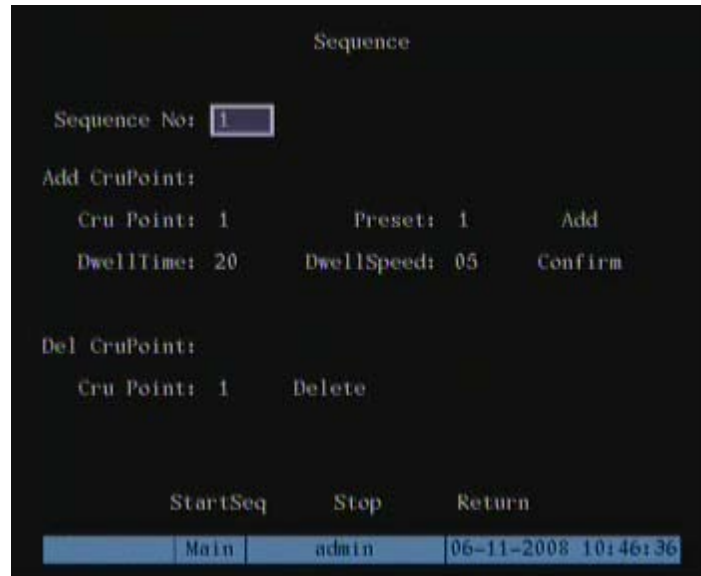 Sequence
Sequence No: 1
Add CruPoint:
Cru Point: 1 Preset: 1 Add
DwellTime: 20 DwellSpeed: 05 Confirm
Del CruPoint:
Cru Point: 1 Delete
StartSeq Stop Return
Main admin 06-11-2008 10:46:36